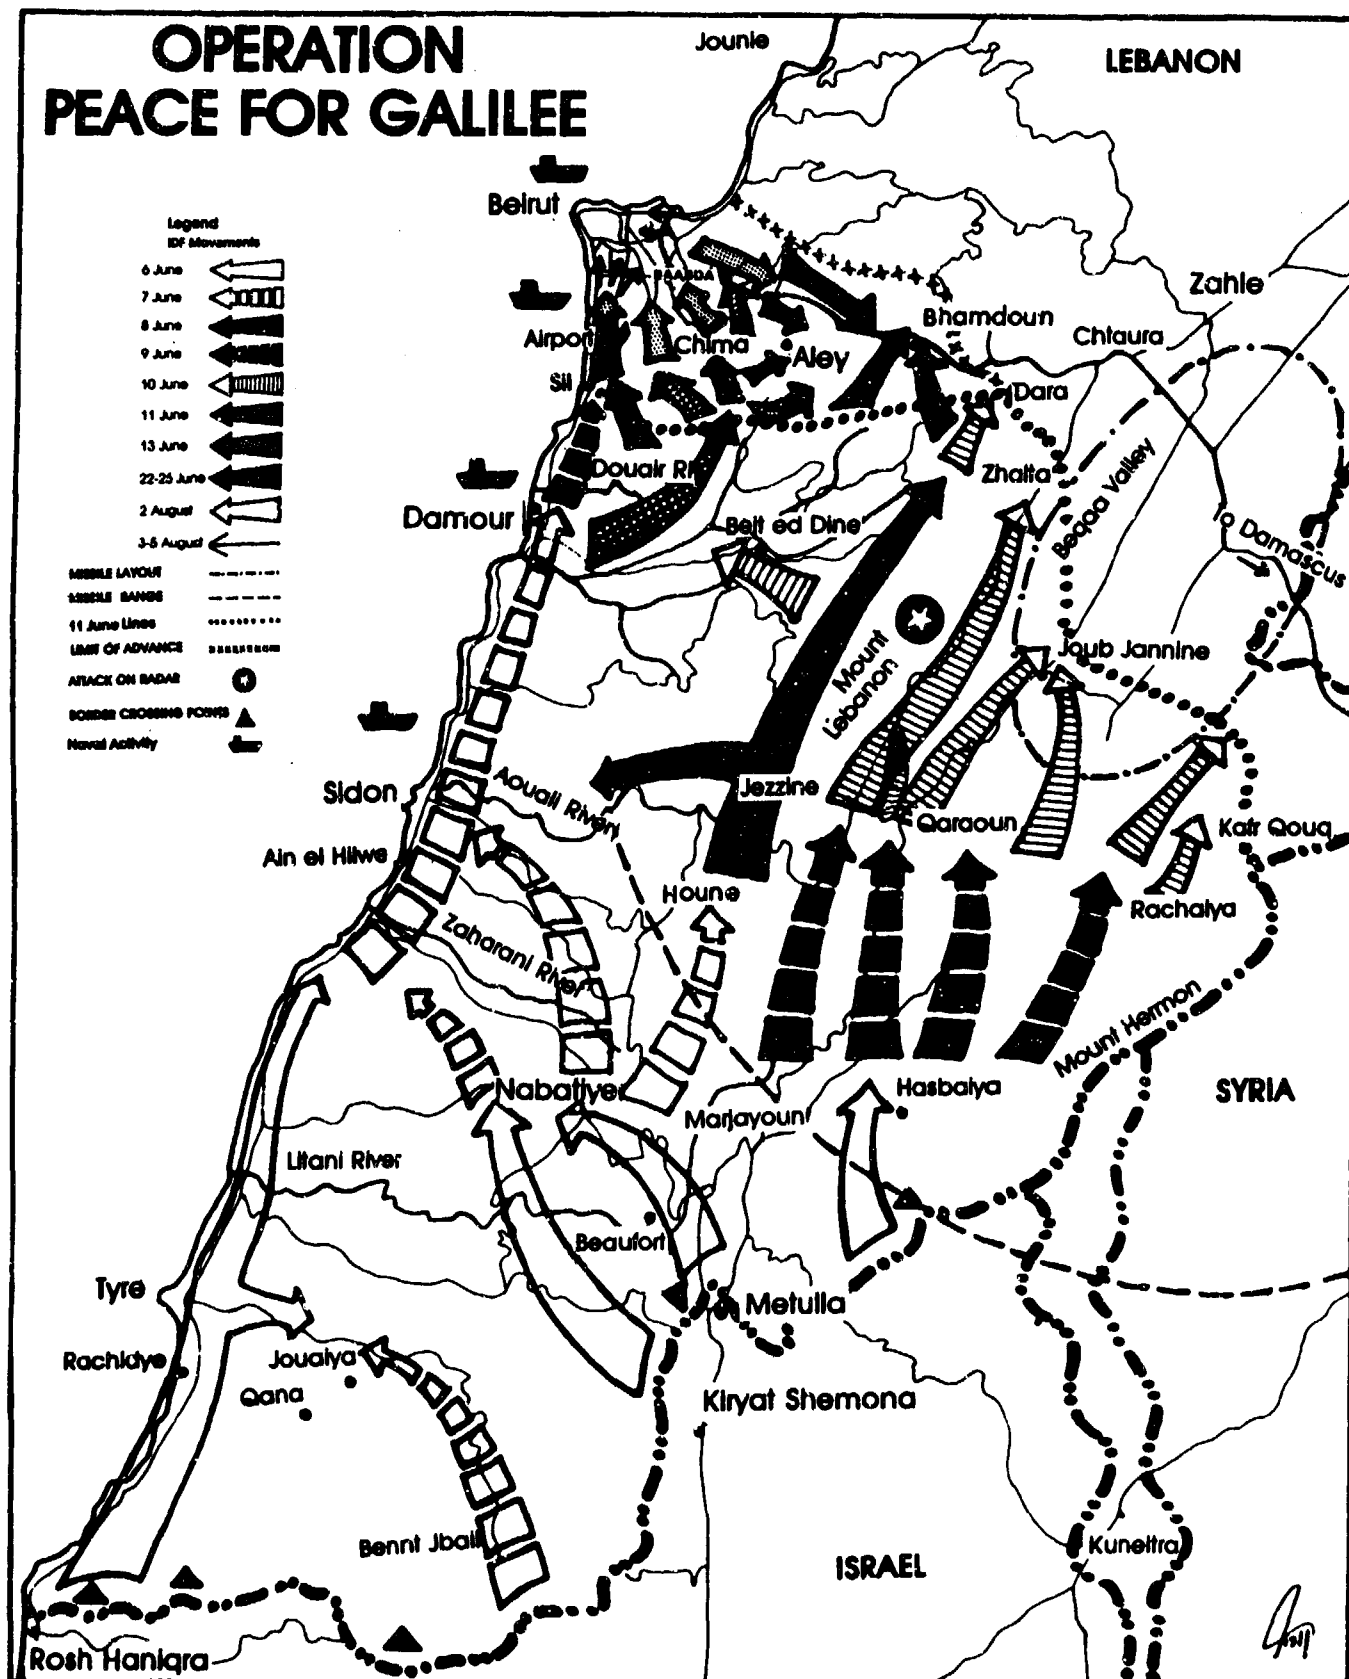 OPERATION
PEACE FOR GALILEE
Jounie
LEBANON
Beirut
Legend
IDF Movements
6 June
7 June
8 June
9 June
10 June
11 June
13 June
22-25 June
2 August
3-5 August
MISSILE LAYOUT
MISSILE RANGE
11 June Lines
LIMIT OF ADVANCE
ATTACK ON RADAR
BORDER CROSSING POINTS
Naval Activity
BAABDA
Zahle
Airport
Chima
Aley
Bhamdoun
Chtaura
Sil
Dara
Douair
Zhalta
Beqaa Valley
To Damascus
Damour
Beit ed Dine
Mount
Lebanon
Joub Jannine
Sidon
Aouali River
Jezzine
Qaraoun
Kafr Qouq
Ain el Hilwe
Houne
Rachaiya
Zaharani River
Mount Hermon
Nabatiye
Hasbaiya
SYRIA
Marjayoun
Litani River
Beaufort
Tyre
Metulla
Rachidye
Jouaiya
Qana
Kiryat Shemona
Bennt Jbail
ISRAEL
Kuneitra
Rosh Haniqra